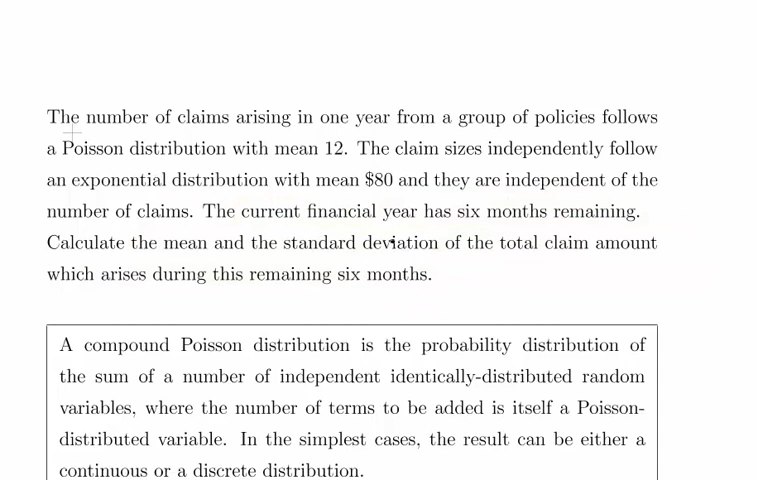 The number of claims arising in one year from a group of policies follows
a Poisson distribution with mean 12. The claim sizes independently follow
an exponential distribution with mean $80 and they are independent of the
number of claims. The current financial year has six months remaining.
Calculate the mean and the standard deviation of the total claim amount
which arises during this remaining six months.
A compound Poisson distribution is the probability distribution of
the sum of a number of independent identically-distributed random
variables, where the number of terms to be added is itself a Poisson-
distributed variable. In the simplest cases, the result can be either a
continuous or a discrete distribution.